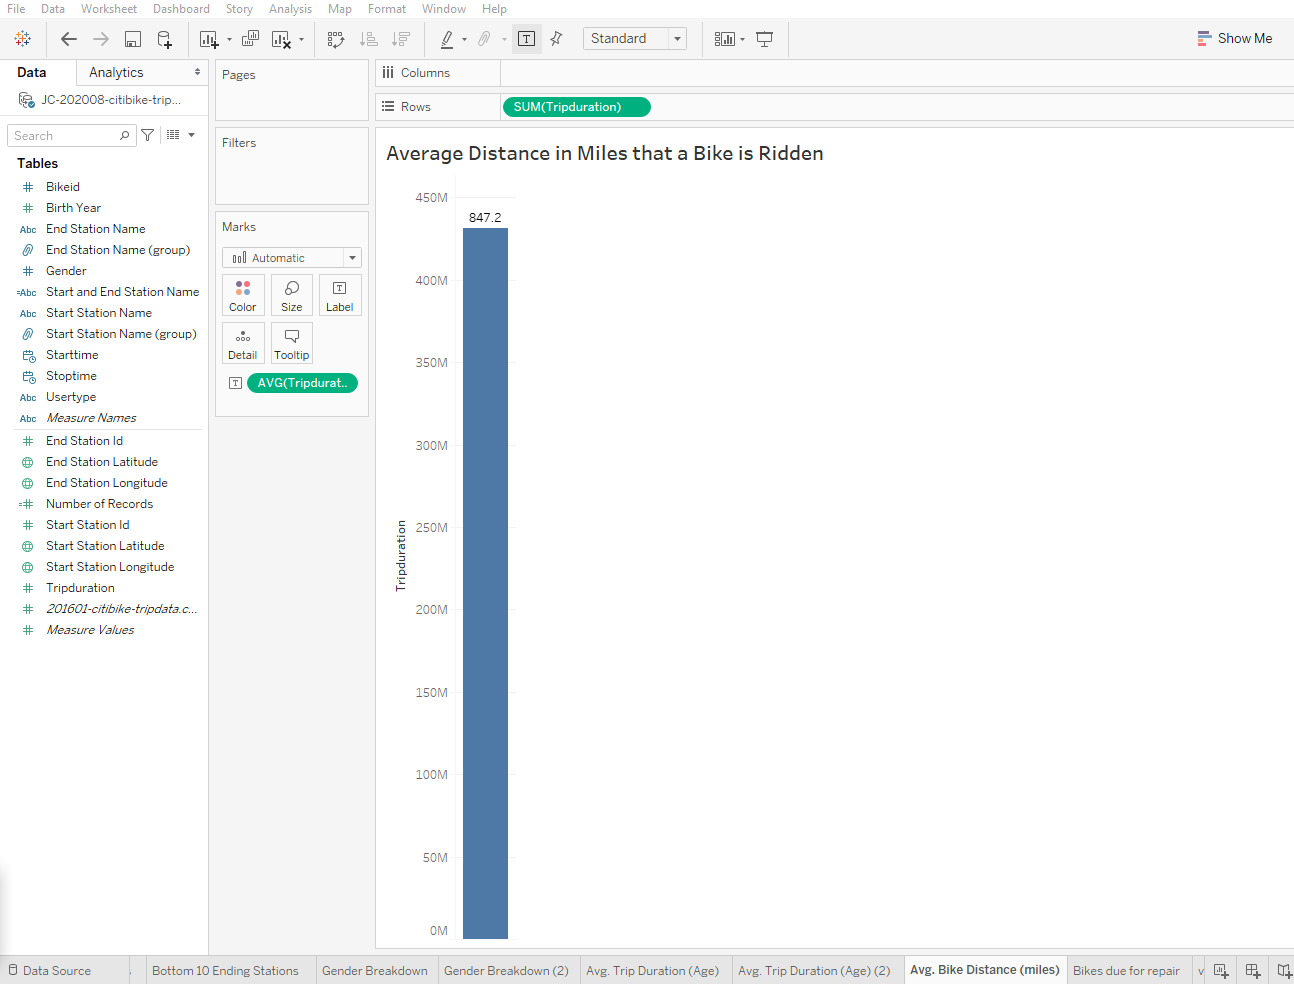 File Data Worksheet Dashboard Story Analysis Map Format Window Help
Standard
Show Me
Data Analytics
JC-202008-citibike-trip...
Search
Tables
Bikeid
Birth Year
Abc End Station Name
End Station Name (group)
Gender
=Abc Start and End Station Name
Abc Start Station Name
Start Station Name (group)
Starttime
Stoptime
Abc Usertype
Abc Measure Names
End Station Id
End Station Latitude
End Station Longitude
=# Number of Records
Start Station Id
Start Station Latitude
Start Station Longitude
Tripduration
201601-citibike-tripdata.c...
Measure Values
Pages
Filters
Marks
Automatic
Color Size Label
Detail Tooltip
AVG(Tripdurat..
Columns
Rows SUM(Tripduration)
Average Distance in Miles that a Bike is Ridden
847.2
450M
400M
350M
300M
250M
200M
150M
100M
50M
0M
Tripduration
Data Source Bottom 10 Ending Stations Gender Breakdown Gender Breakdown (2) Avg. Trip Duration (Age) Avg. Trip Duration (Age) (2) Avg. Bike Distance (miles) Bikes due for repair